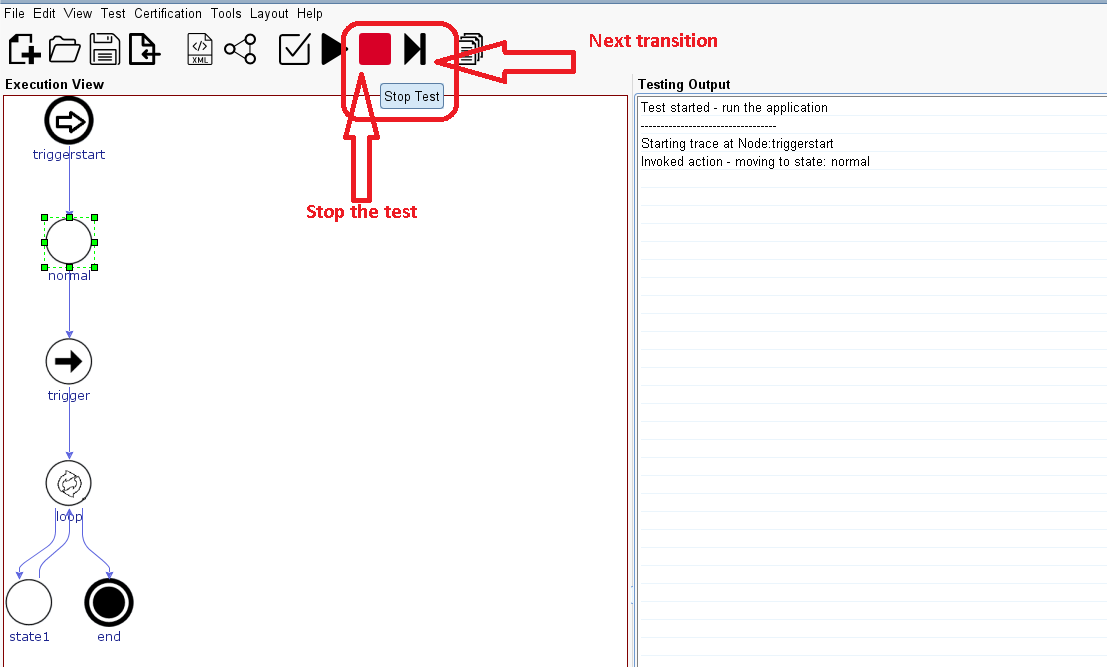 File Edit View Test Certification Tools Layout Help
</> XML
Next transition
Stop Test
Execution View
Testing Output
Test started - run the application
----------------------------------
Starting trace at Node:triggerstart
Invoked action - moving to state: normal
triggerstart
Stop the test
normal
trigger
loop
state1 end